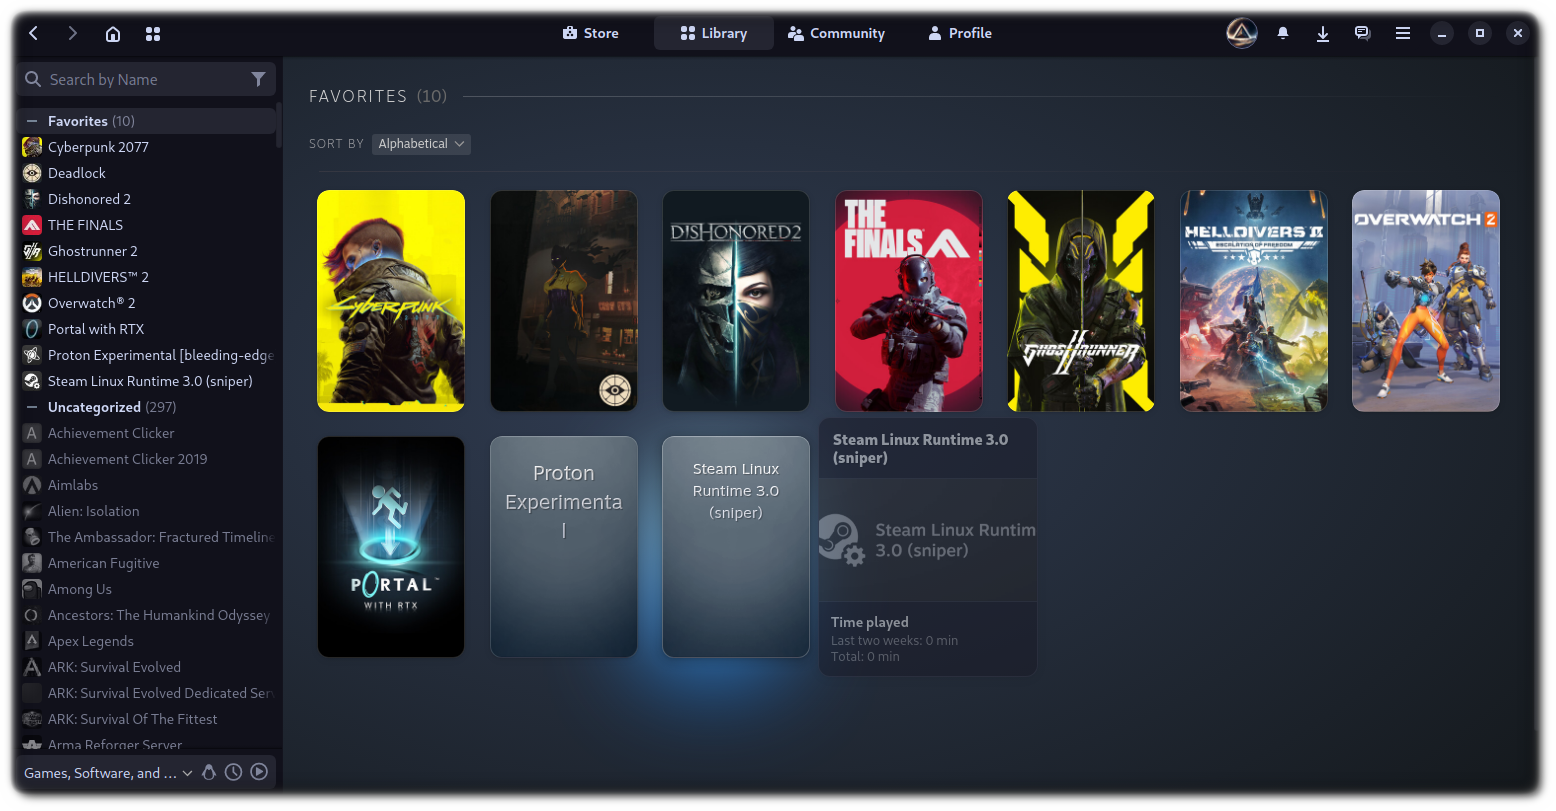 Store
Library
Community
Profile
Search by Name
Favorites (10)
Cyberpunk 2077
Deadlock
Dishonored 2
THE FINALS
Ghostrunner 2
HELLDIVERS™ 2
Overwatch® 2
Portal with RTX
Proton Experimental [bleeding-edge
Steam Linux Runtime 3.0 (sniper)
Uncategorized (297)
Achievement Clicker
Achievement Clicker 2019
Aimlabs
Alien: Isolation
The Ambassador: Fractured Timeline
American Fugitive
Among Us
Ancestors: The Humankind Odyssey
Apex Legends
ARK: Survival Evolved
ARK: Survival Evolved Dedicated Ser
ARK: Survival Of The Fittest
Arma Reforger Server
Games, Software, and ...
FAVORITES (10)
SORT BY Alphabetical
CYBERPUNK
DISHONORED 2
THE
FINALS
GHOSTRUNNER
II
HELLDIVERS II
ESCALATION OF FREEDOM
OVERWATCH 2
PORTAL™
WITH RTX
Proton
Experimenta
l
Steam Linux
Runtime 3.0
(sniper)
Steam Linux Runtime 3.0
(sniper)
Steam Linux Runtim
3.0 (sniper)
Time played
Last two weeks: 0 min
Total: 0 min